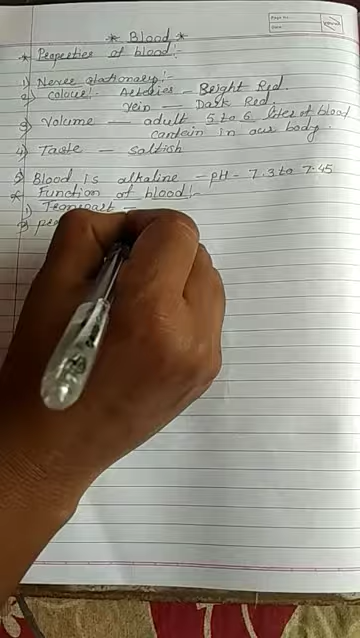 * Blood *
* Properties of blood:-
1) Never stationary:-
2) colour:- Arteries - Bright Red.
vein - Dark Red.
3) Volume - adult 5 to 6 liter of blood
contain in our body.
4) Taste - Saltish
5) Blood is alkaline - pH - 7.3 to 7.45
* Function of blood:-
1) Transport -
2)